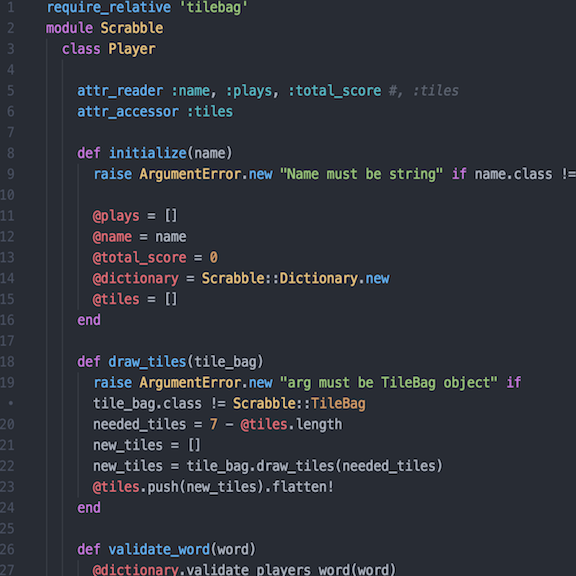 1 require_relative 'tilebag'
2 module Scrabble
3 class Player
4
5 attr_reader :name, :plays, :total_score #, :tiles
6 attr_accessor :tiles
7
8 def initialize(name)
9 raise ArgumentError.new "Name must be string" if name.class !=
10
11 @plays = []
12 @name = name
13 @total_score = 0
14 @dictionary = Scrabble::Dictionary.new
15 @tiles = []
16 end
17
18 def draw_tiles(tile_bag)
19 raise ArgumentError.new "arg must be TileBag object" if
• tile_bag.class != Scrabble::TileBag
20 needed_tiles = 7 - @tiles.length
21 new_tiles = []
22 new_tiles = tile_bag.draw_tiles(needed_tiles)
23 @tiles.push(new_tiles).flatten!
24 end
25
26 def validate_word(word)
27 @dictionary.validate_players_word(word)